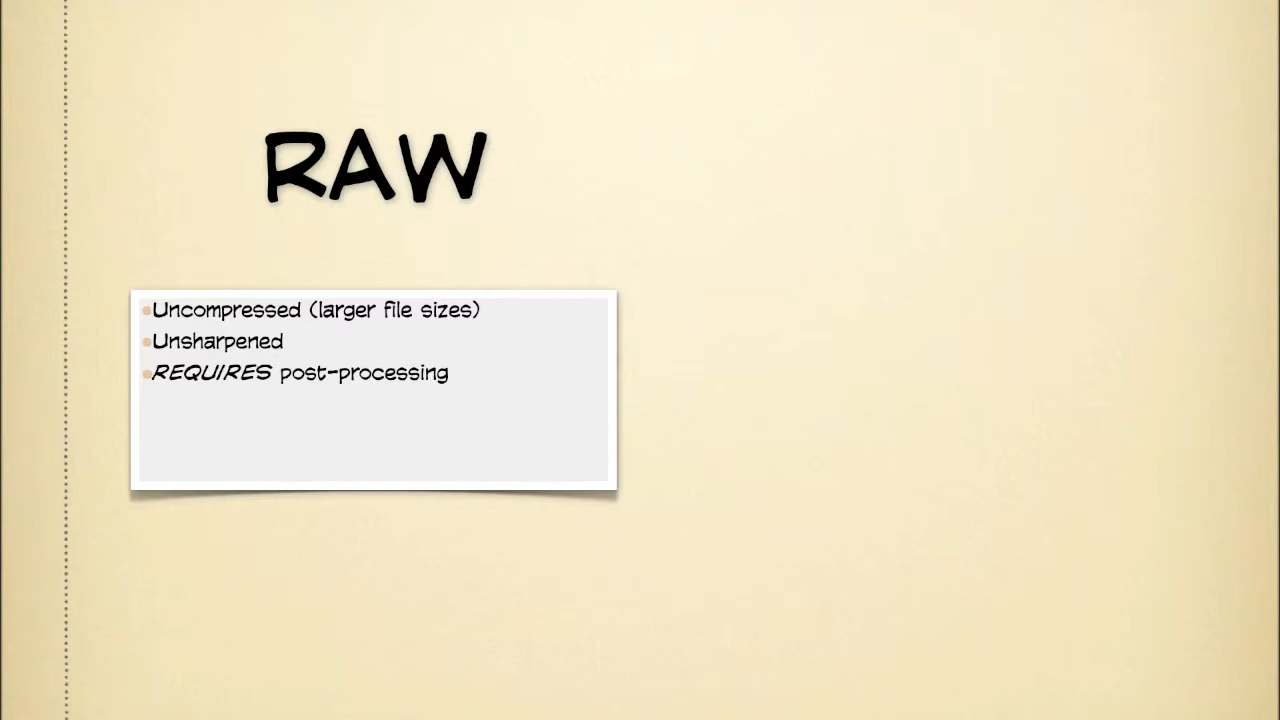 RAW
•Uncompressed (larger file sizes)
•Unsharpened
•REQUIRES post-processing